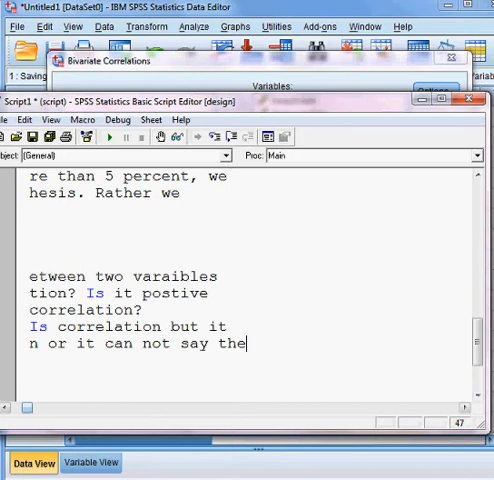 *Untitled1 [DataSet0] - IBM SPSS Statistics Data Editor
File Edit View Data Transform Analyze Graphs Utilities Add-ons Window Help
1 : Saving
Bivariate Correlations
Variables:
Script1 * (script) - SPSS Statistics Basic Script Editor [design]
Edit View Macro Debug Sheet Help
[General]
Proc: Main
re than 5 percent, we
hesis. Rather we
etween two varaibles
tion? Is it postive
correlation?
Is correlation but it
n or it can not say the
47
Data View Variable View